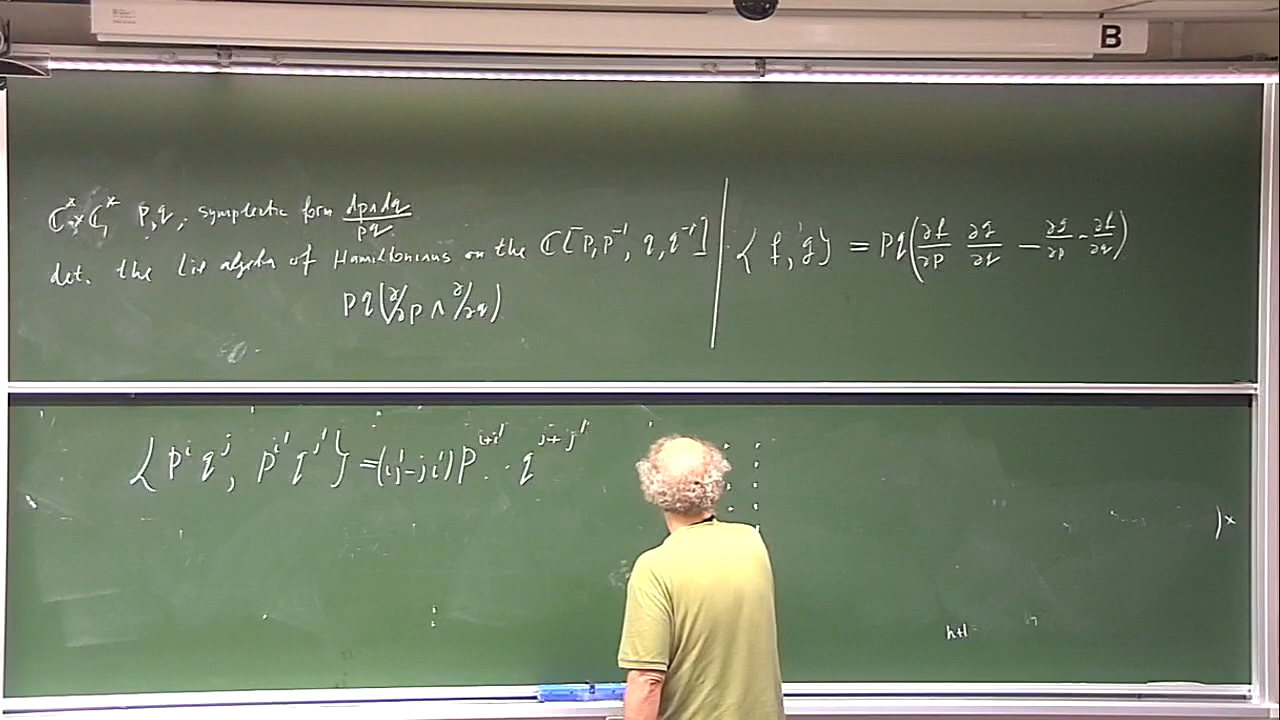 B
ℂ* × ℂ* p, q, symplectic form dp∧dq / pq
det. the Lie algebra of Hamiltonians on the ℂ[p, p⁻¹, q, q⁻¹]
pq(∂/∂p ∧ ∂/∂q)
{f, g} = pq(∂f/∂p ∂g/∂q − ∂g/∂p · ∂f/∂q)
{pⁱqʲ, pⁱ'qʲ'} = (ij' − ji')pⁱ⁺ⁱ' · qʲ⁺ʲ'